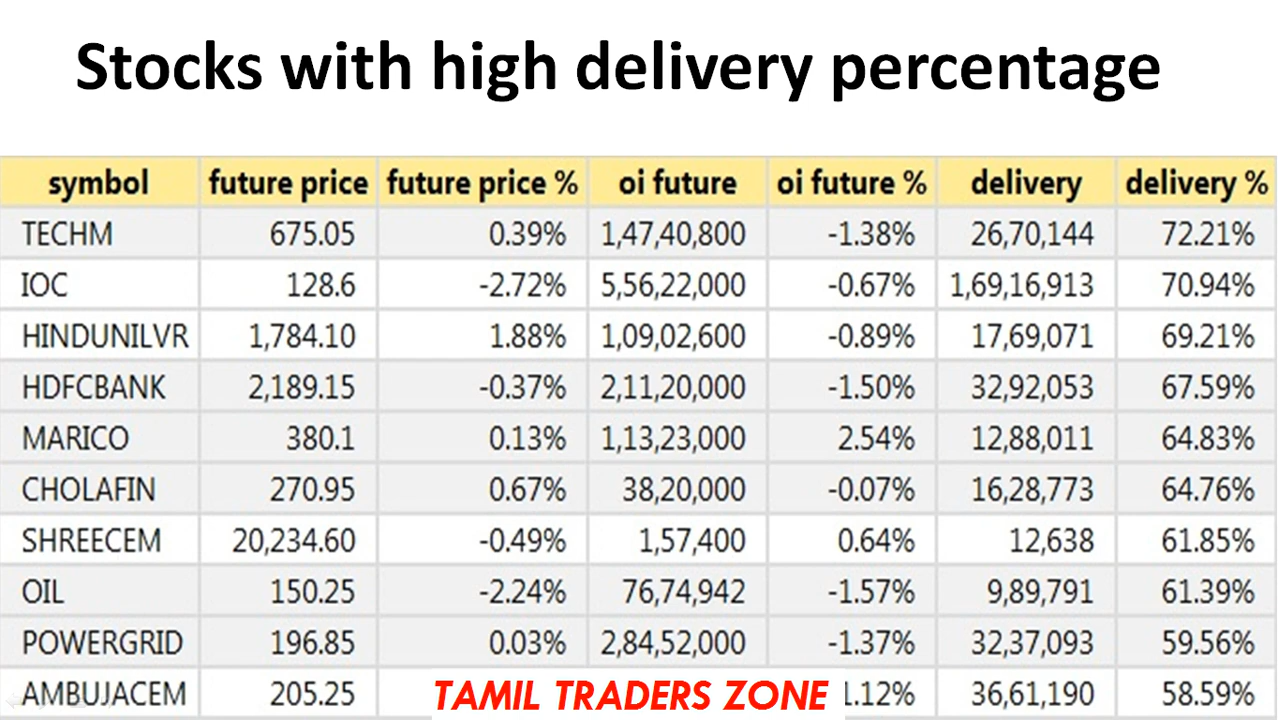 Stocks with high delivery percentage
symbol future price future price % oi future oi future % delivery delivery %
TECHM 675.05 0.39% 1,47,40,800 -1.38% 26,70,144 72.21%
IOC 128.6 -2.72% 5,56,22,000 -0.67% 1,69,16,913 70.94%
HINDUNILVR 1,784.10 1.88% 1,09,02,600 -0.89% 17,69,071 69.21%
HDFCBANK 2,189.15 -0.37% 2,11,20,000 -1.50% 32,92,053 67.59%
MARICO 380.1 0.13% 1,13,23,000 2.54% 12,88,011 64.83%
CHOLAFIN 270.95 0.67% 38,20,000 -0.07% 16,28,773 64.76%
SHREECEM 20,234.60 -0.49% 1,57,400 0.64% 12,638 61.85%
OIL 150.25 -2.24% 76,74,942 -1.57% 9,89,791 61.39%
POWERGRID 196.85 0.03% 2,84,52,000 -1.37% 32,37,093 59.56%
AMBUJACEM 205.25 TAMIL TRADERS ZONE 36,61,190 58.59%